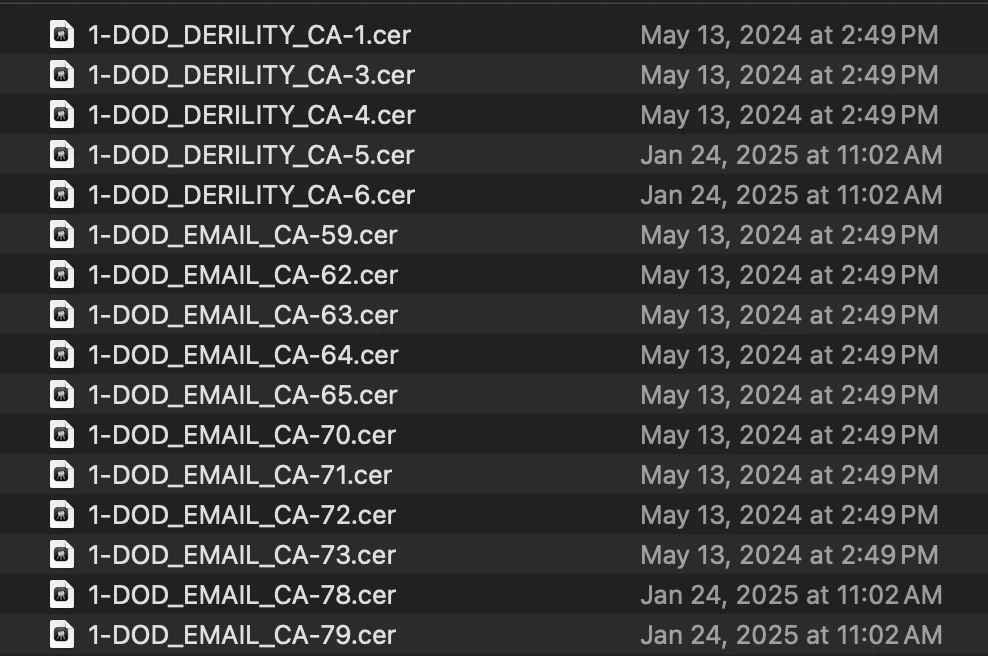 1-DOD_DERILITY_CA-1.cer May 13, 2024 at 2:49 PM
1-DOD_DERILITY_CA-3.cer May 13, 2024 at 2:49 PM
1-DOD_DERILITY_CA-4.cer May 13, 2024 at 2:49 PM
1-DOD_DERILITY_CA-5.cer Jan 24, 2025 at 11:02 AM
1-DOD_DERILITY_CA-6.cer Jan 24, 2025 at 11:02 AM
1-DOD_EMAIL_CA-59.cer May 13, 2024 at 2:49 PM
1-DOD_EMAIL_CA-62.cer May 13, 2024 at 2:49 PM
1-DOD_EMAIL_CA-63.cer May 13, 2024 at 2:49 PM
1-DOD_EMAIL_CA-64.cer May 13, 2024 at 2:49 PM
1-DOD_EMAIL_CA-65.cer May 13, 2024 at 2:49 PM
1-DOD_EMAIL_CA-70.cer May 13, 2024 at 2:49 PM
1-DOD_EMAIL_CA-71.cer May 13, 2024 at 2:49 PM
1-DOD_EMAIL_CA-72.cer May 13, 2024 at 2:49 PM
1-DOD_EMAIL_CA-73.cer May 13, 2024 at 2:49 PM
1-DOD_EMAIL_CA-78.cer Jan 24, 2025 at 11:02 AM
1-DOD_EMAIL_CA-79.cer Jan 24, 2025 at 11:02 AM